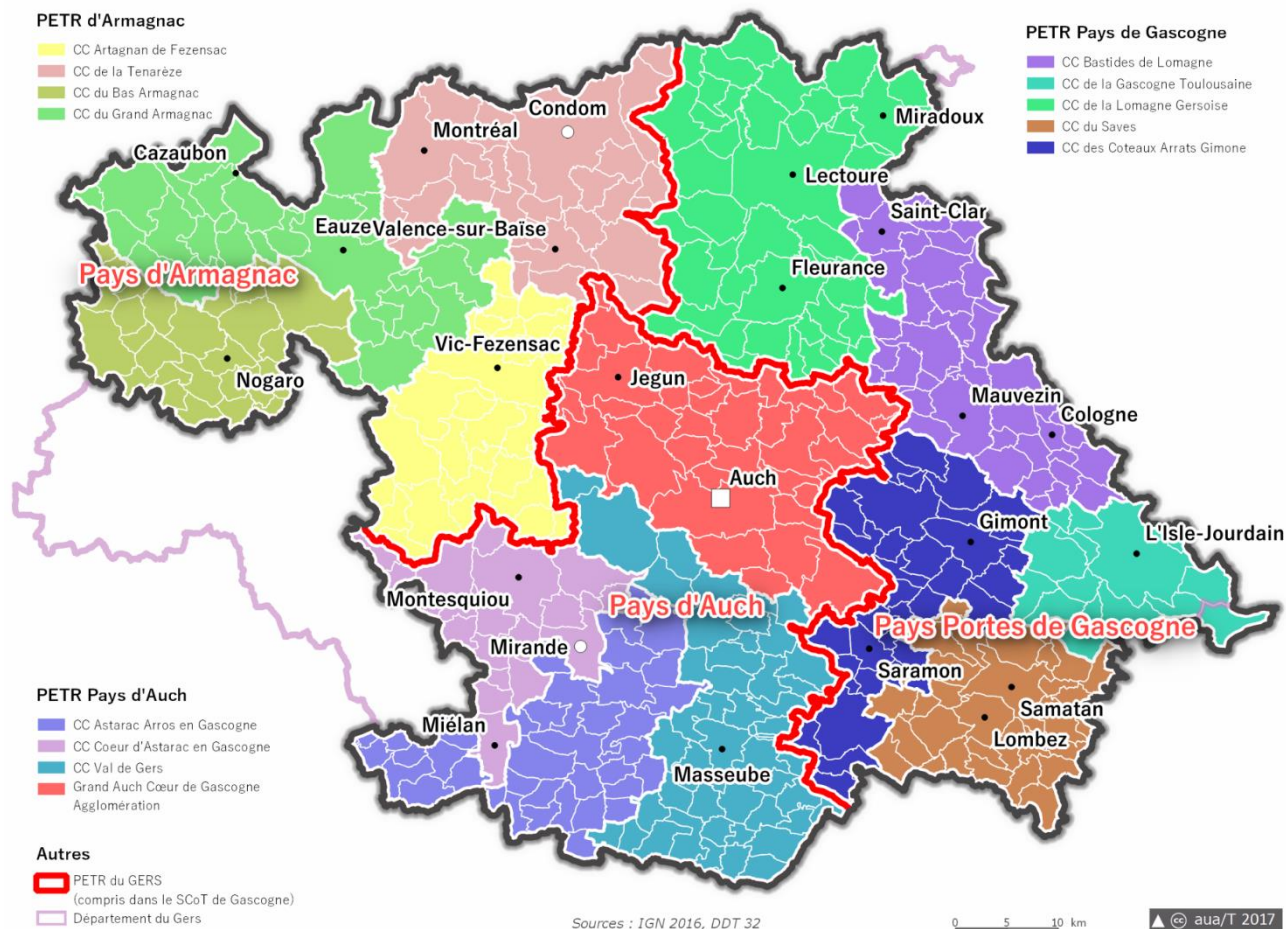 PETR d'Armagnac
CC Artagnan de Fezensac
CC de la Tenarèze
CC du Bas Armagnac
CC du Grand Armagnac
PETR Pays de Gascogne
CC Bastides de Lomagne
CC de la Gascogne Toulousaine
CC de la Lomagne Gersoise
CC du Saves
CC des Coteaux Arrats Gimone
Condom
Montréal
Miradoux
Cazaubon
Lectoure
Saint-Clar
Eauze
Valence-sur-Baïse
Pays d'Armagnac
Fleurance
Vic-Fezensac
Nogaro
Jegun
Mauvezin
Cologne
Auch
Gimont
L'Isle-Jourdain
Montesquiou
Pays d'Auch
Pays Portes de Gascogne
Mirande
Saramon
Samatan
Lombez
Miélan
Masseube
PETR Pays d'Auch
CC Astarac Arros en Gascogne
CC Coeur d'Astarac en Gascogne
CC Val de Gers
Grand Auch Cœur de Gascogne
Agglomération
Autres
PETR du GERS
(compris dans le SCoT de Gascogne)
Département du Gers
Sources : IGN 2016, DDT 32
0 5 10 km
▲ cc aua/T 2017